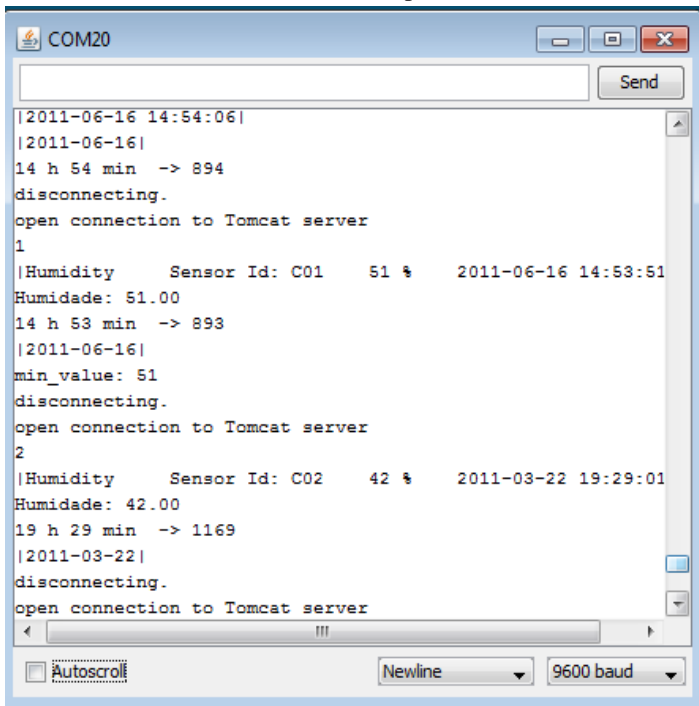 COM20
Send
|2011-06-16 14:54:06|
|2011-06-16|
14 h 54 min  -> 894
disconnecting.
open connection to Tomcat server
1
|Humidity      Sensor Id: C01    51 %    2011-06-16 14:53:51
Humidade: 51.00
14 h 53 min  -> 893
|2011-06-16|
min_value: 51
disconnecting.
open connection to Tomcat server
2
|Humidity      Sensor Id: C02    42 %    2011-03-22 19:29:01
Humidade: 42.00
19 h 29 min  -> 1169
|2011-03-22|
disconnecting.
open connection to Tomcat server
Autoscroll Newline 9600 baud